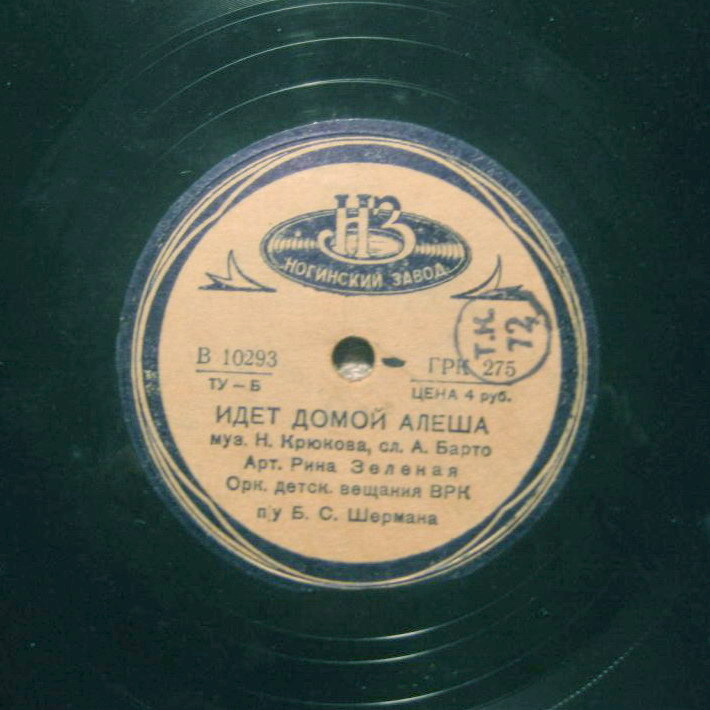 НЗ
НОГИНСКИЙ ЗАВОД
В 10293
ТУ – Б
ГРК 275
ЦЕНА 4 руб.
Т.К.
72
ИДЕТ ДОМОЙ АЛЕША
муз. Н. Крюкова, сл. А. Барто
Арт. Рина Зеленая
Орк. детск. вещания ВРК
п/у Б. С. Шермана